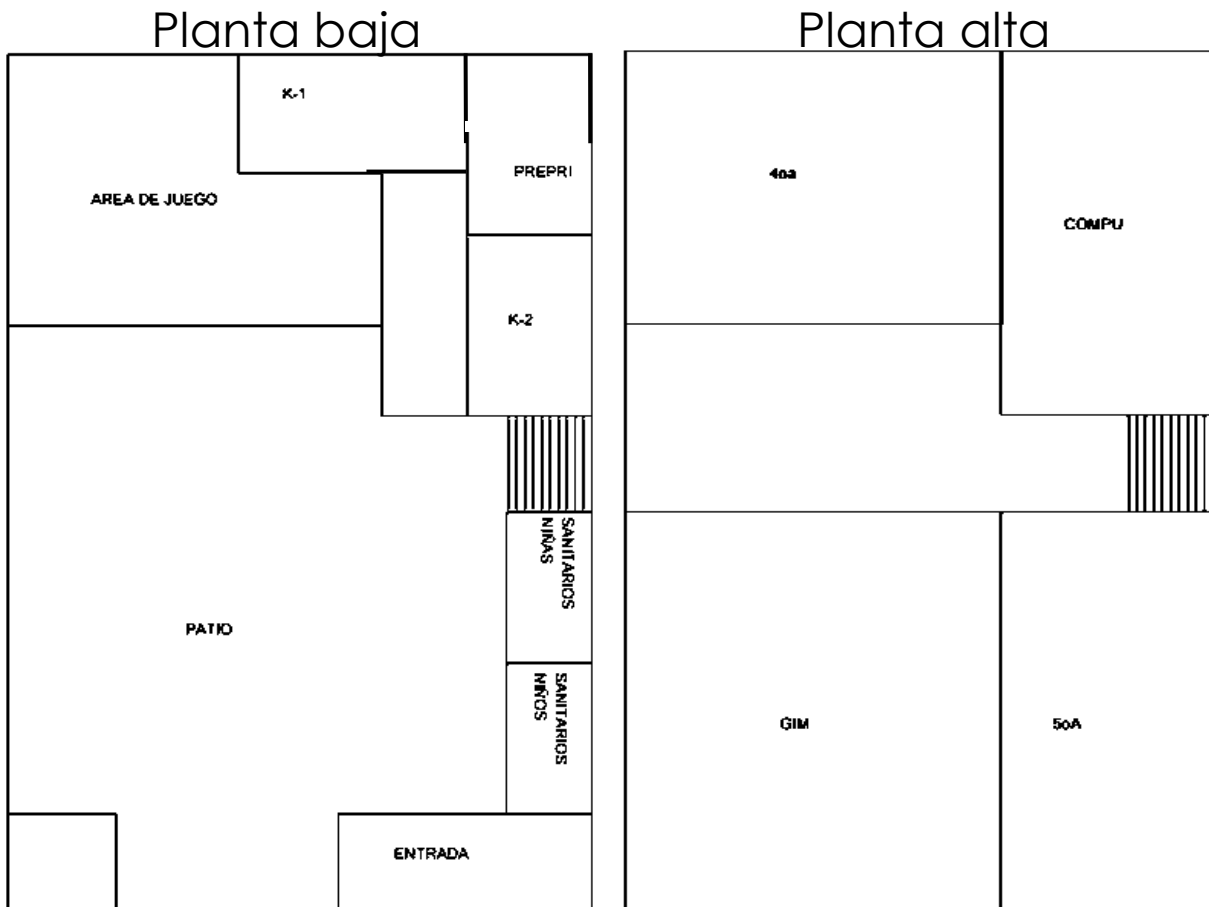 Planta baja
Planta alta
K-1
PREPRI
AREA DE JUEGO
K-2
SANITARIOS
NIÑAS
PATIO
SANITARIOS
NIÑOS
ENTRADA
4oa
COMPU
GIM
5oA